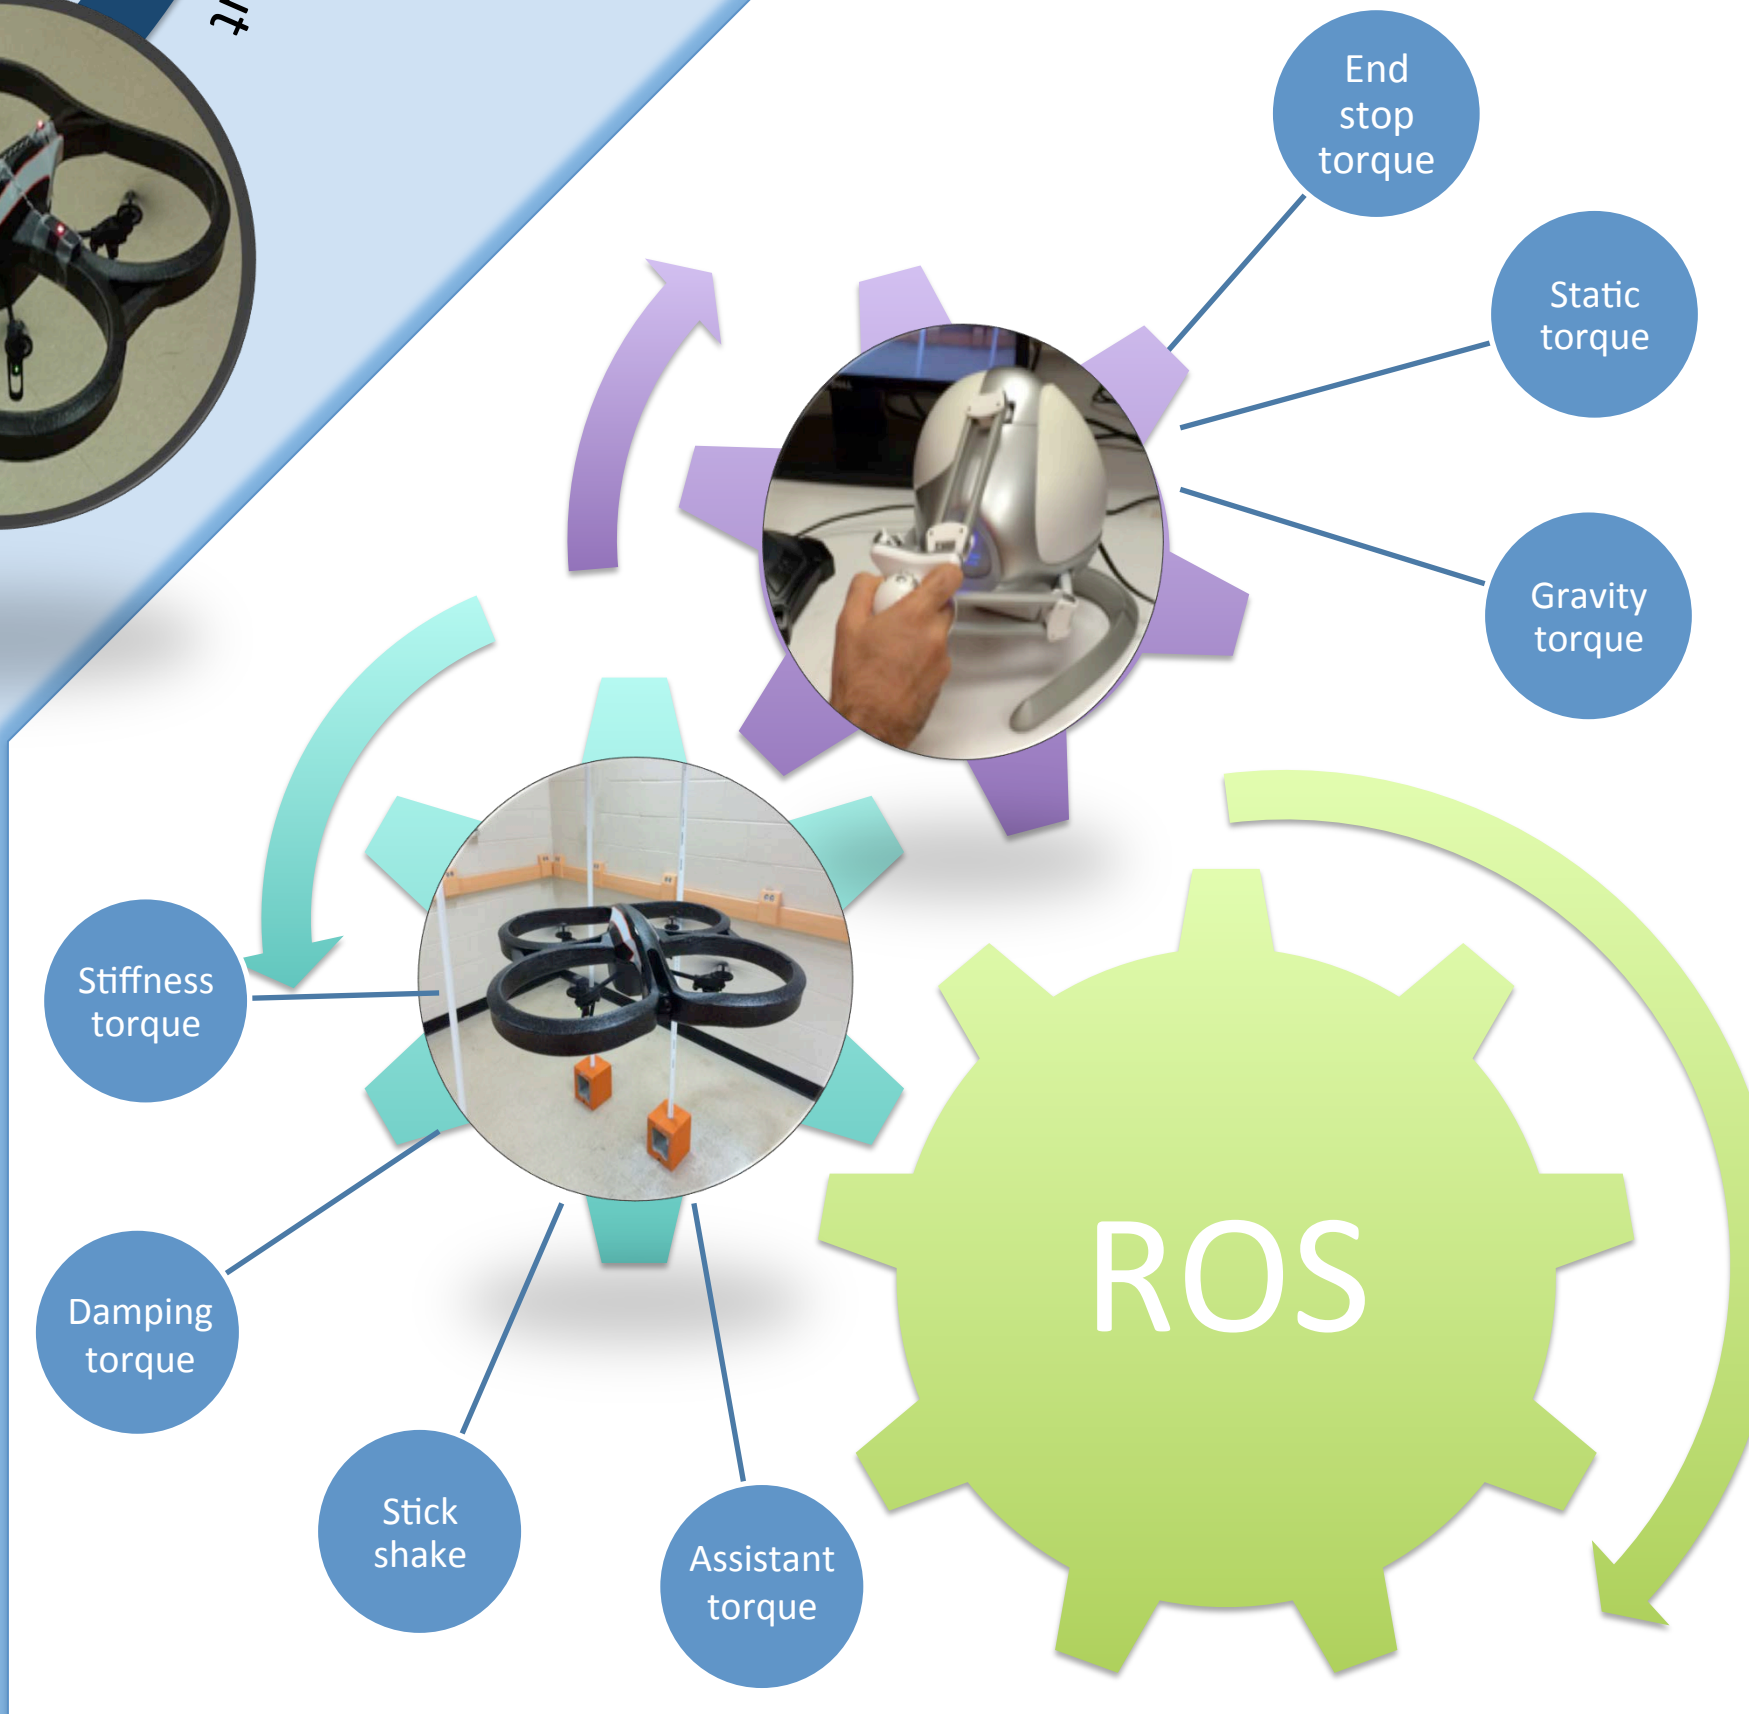 End
stop
torque
Static
torque
Gravity
torque
Stiffness
torque
Damping
torque
Stick
shake
Assistant
torque
ROS